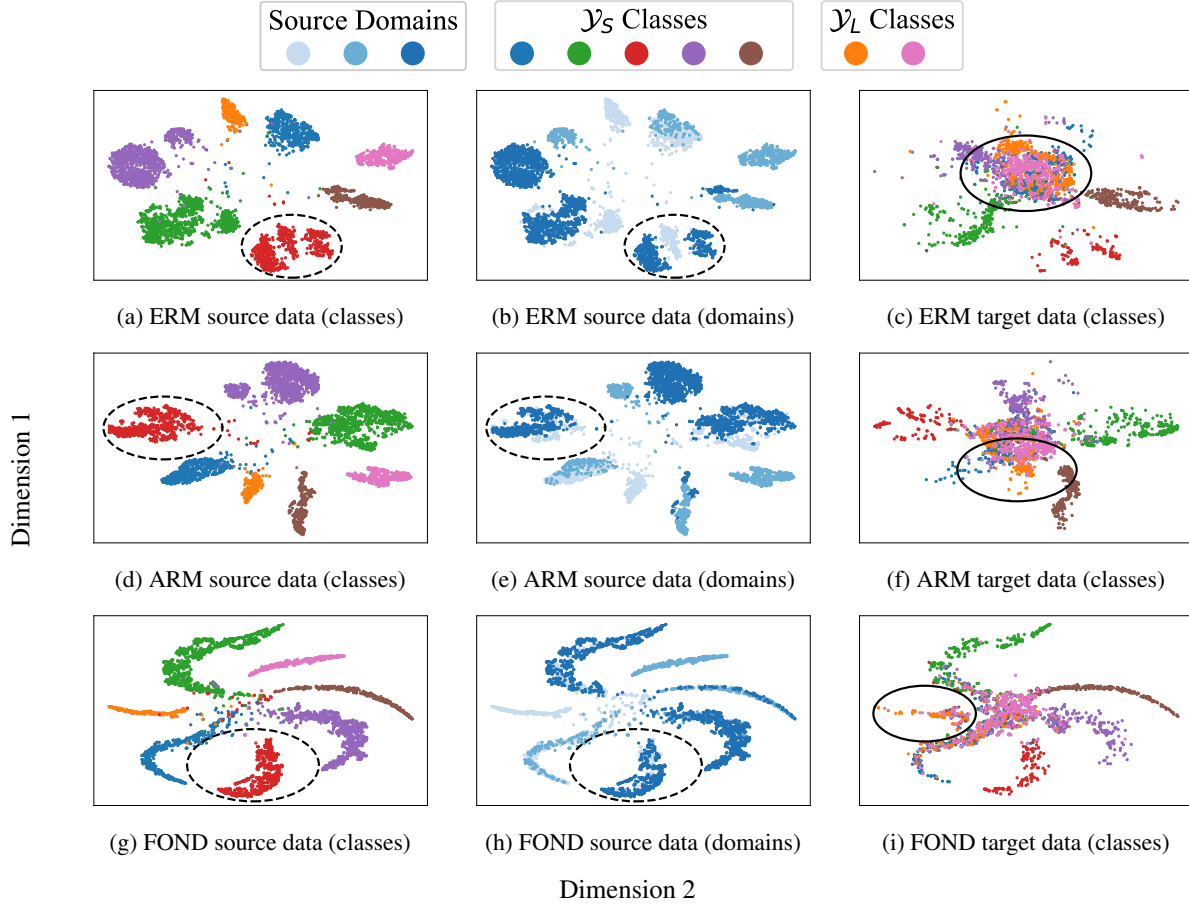 Source Domains
𝒴_S Classes
𝒴_L Classes
(a) ERM source data (classes)
(b) ERM source data (domains)
(c) ERM target data (classes)
Dimension 1
(d) ARM source data (classes)
(e) ARM source data (domains)
(f) ARM target data (classes)
(g) FOND source data (classes)
(h) FOND source data (domains)
(i) FOND target data (classes)
Dimension 2